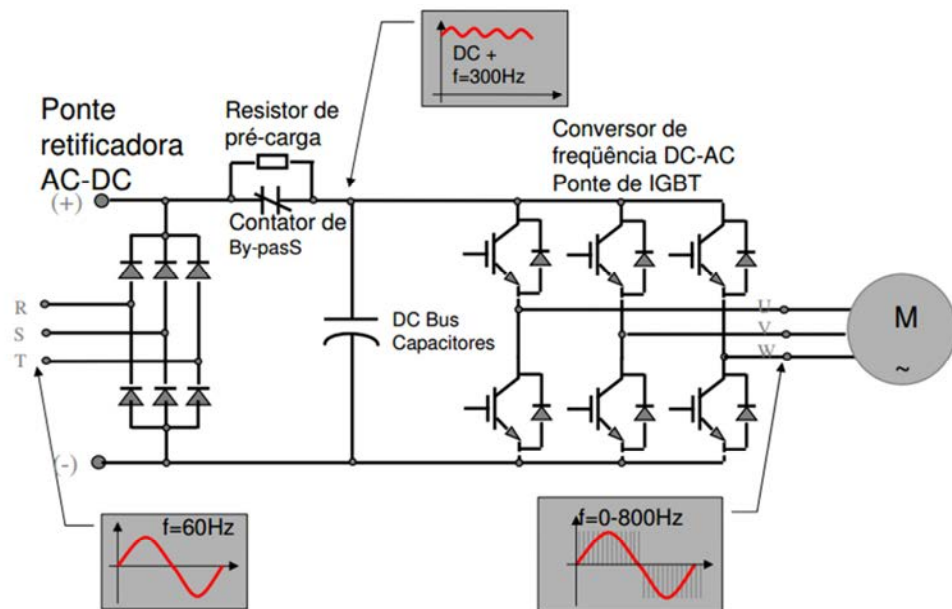 DC +
f=300Hz
Ponte
retificadora
AC-DC
Resistor de
pré-carga
Conversor de
freqüência DC-AC
Ponte de IGBT
(+)
Contator de
By-pasS
R
S
T
DC Bus
Capacitores
U
V
W
M
~
(-)
f=60Hz
f=0-800Hz